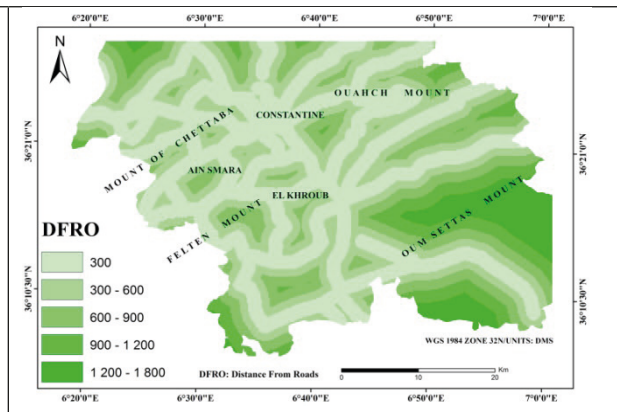 6°20'0"E 6°30'0"E 6°40'0"E 6°50'0"E 7°0'0"E
N
OUAHCH MOUNT
CONSTANTINE
MOUNT OF CHETTABA
36°21'0"N 36°21'0"N
AIN SMARA
EL KHROUB
FELTEN MOUNT
OUM SETTAS MOUNT
DFRO
300
300 - 600
600 - 900
900 - 1 200
1 200 - 1 800
36°10'30"N 36°10'30"N
WGS 1984 ZONE 32N/UNITS: DMS
DFRO: Distance From Roads
Km
0 10 20
6°20'0"E 6°30'0"E 6°40'0"E 6°50'0"E 7°0'0"E